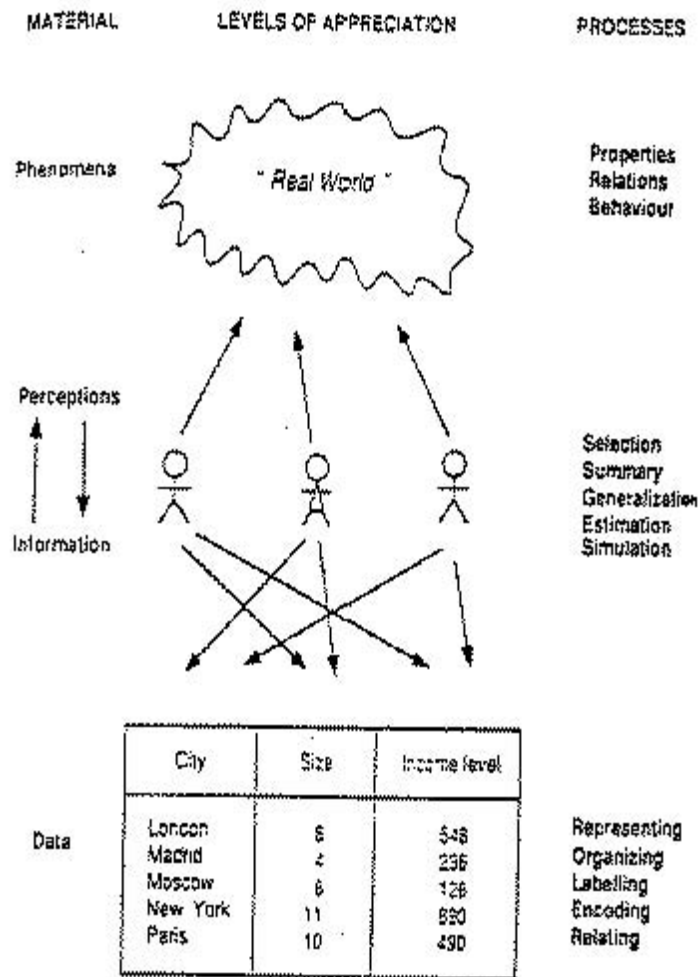 MATERIAL LEVELS OF APPRECIATION PROCESSES
Phenomena
" Real World "
Properties
Relations
Behaviour
Perceptions
Information
Selection
Summary
Generalization
Estimation
Simulation
City Size Income level
Data
London
Madrid 4
Moscow 6
New York 11
Paris 10 490
Representing
Organizing
Labelling
Encoding
Relating